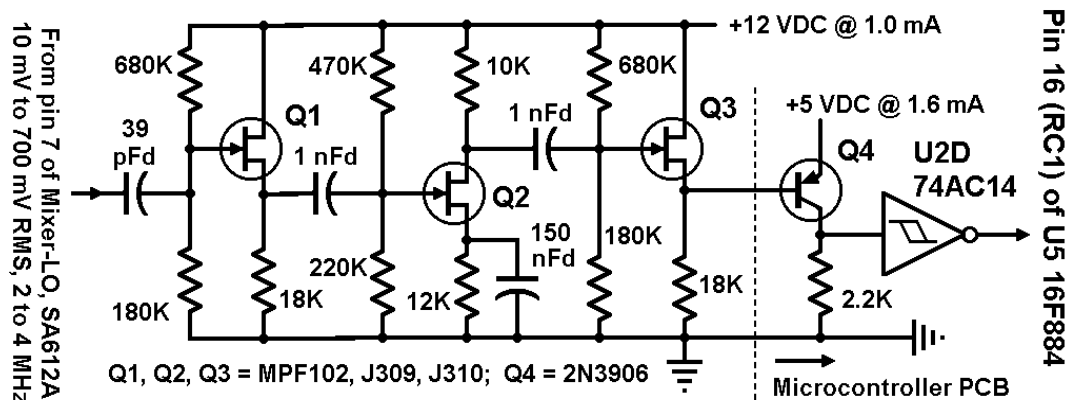 From pin 7 of Mixer-LO, SA612A
10 mV to 700 mV RMS, 2 to 4 MHz
680K
39
pFd
180K
Q1
1 nFd
18K
470K
220K
10K
Q2
12K
150
nFd
1 nFd
680K
180K
Q3
18K
+12 VDC @ 1.0 mA
+5 VDC @ 1.6 mA
Q4
2.2K
U2D
74AC14
Pin 16 (RC1) of U5 16F884
Q1, Q2, Q3 = MPF102, J309, J310; Q4 = 2N3906
Microcontroller PCB